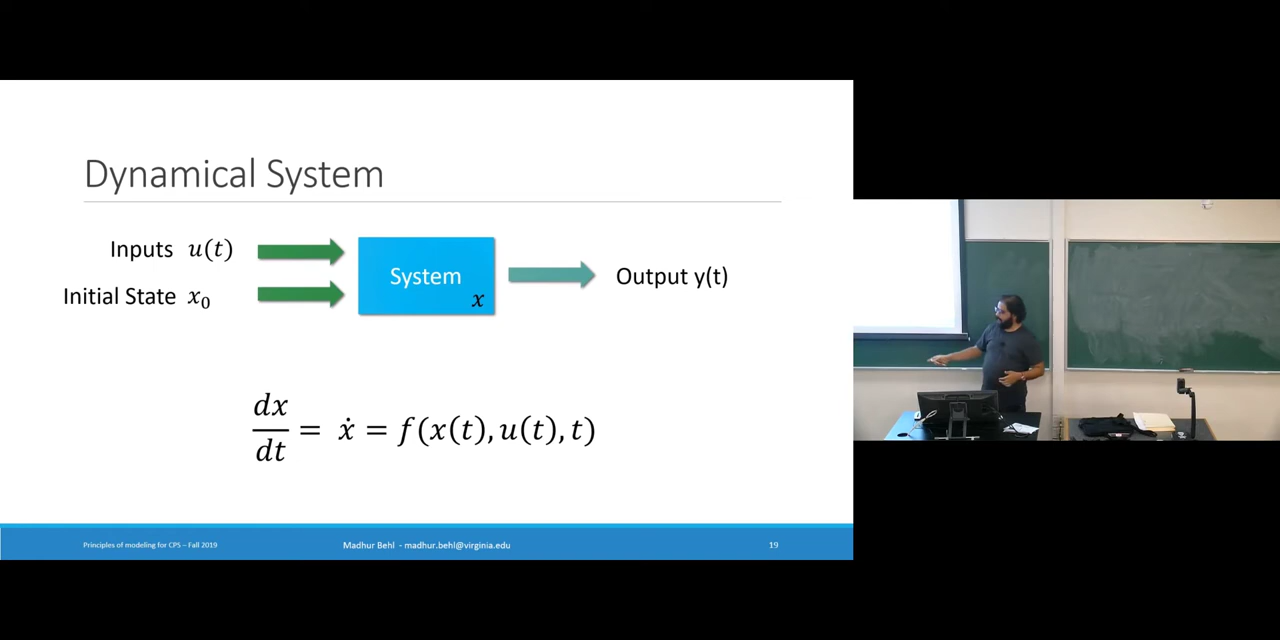 Dynamical System
Inputs u(t)
Initial State x₀
System
x
Output y(t)
dx/dt = ẋ = f(x(t), u(t), t)
Principles of modeling for CPS – Fall 2019
Madhur Behl - madhur.behl@virginia.edu
19